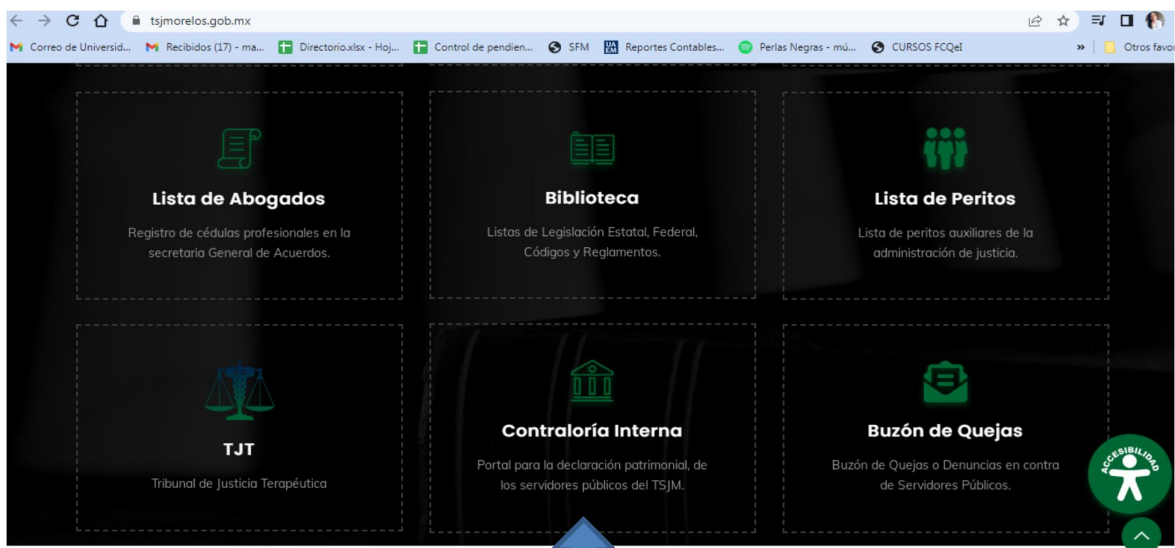 tsjmorelos.gob.mx
Correo de Universid... Recibidos (17) - ma... Directorio.xlsx - Hoj... Control de pendien... SFM UA EM Reportes Contables... Perlas Negras - mú... CURSOS FCQeI » Otros favo
Lista de Abogados
Registro de cédulas profesionales en la
secretaria General de Acuerdos.
Biblioteca
Listas de Legislación Estatal, Federal,
Códigos y Reglamentos.
Lista de Peritos
Lista de peritos auxiliares de la
administración de justicia.
TJT
Tribunal de Justicia Terapéutica
Contraloría Interna
Portal para la declaración patrimonial, de
los servidores públicos del TSJM.
Buzón de Quejas
Buzón de Quejas o Denuncias en contra
de Servidores Públicos.
ACCESIBILIDAD